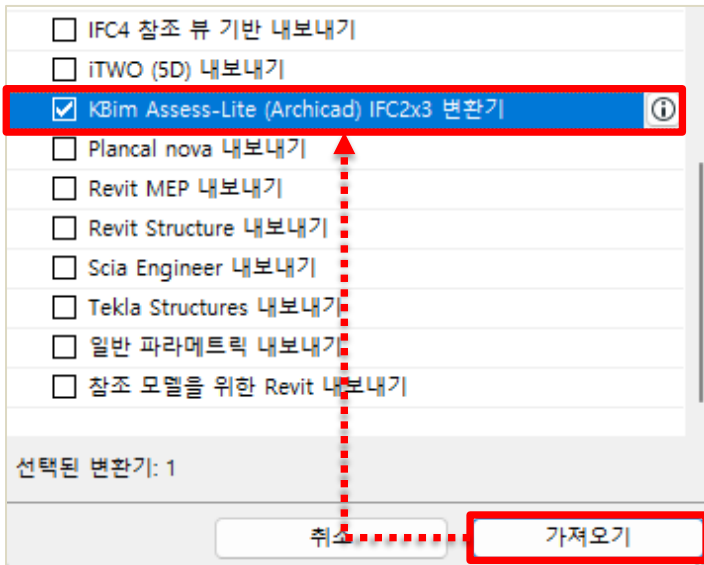 IFC4 참조 뷰 기반 내보내기
iTWO (5D) 내보내기
KBim Assess-Lite (Archicad) IFC2x3 변환기
Plancal nova 내보내기
Revit MEP 내보내기
Revit Structure 내보내기
Scia Engineer 내보내기
Tekla Structures 내보내기
일반 파라메트릭 내보내기
참조 모델을 위한 Revit 내보내기
선택된 변환기: 1
취소 가져오기